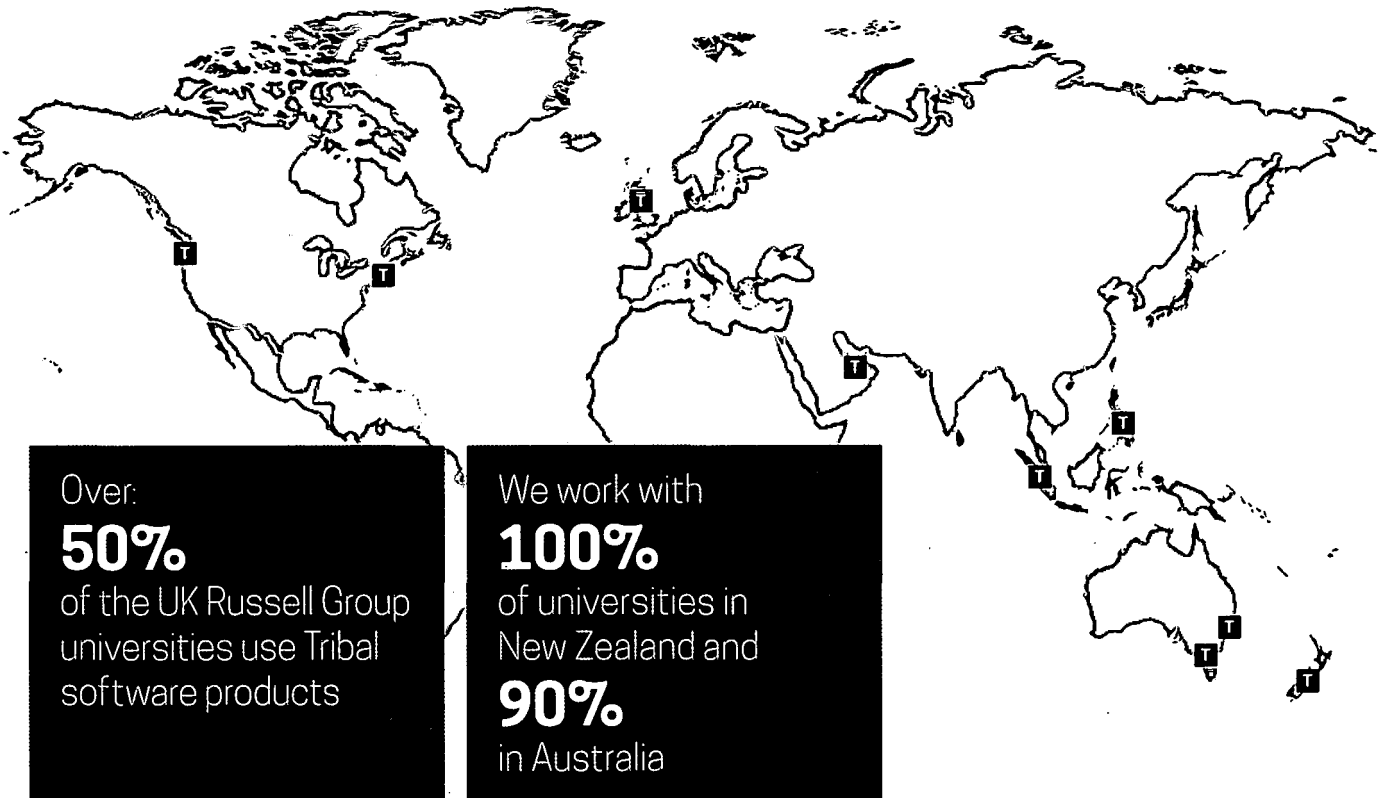 T
T
T
T
T
T
T
T
T
Over:
50%
of the UK Russell Group
universities use Tribal
software products
We work with
100%
of universities in
New Zealand and
90%
in Australia